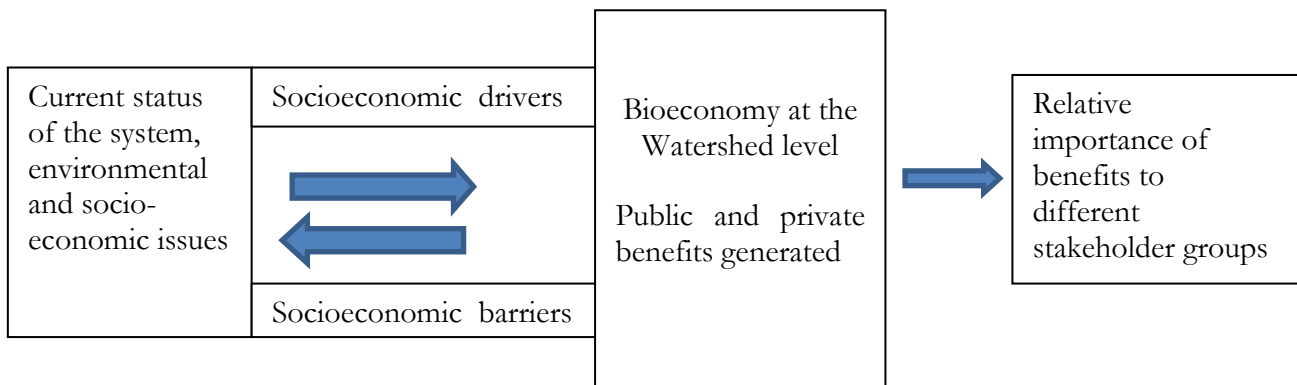 Current status
of the system,
environmental
and socio-
economic issues
Socioeconomic drivers
Socioeconomic barriers
Bioeconomy at the
Watershed level
Public and private
benefits generated
Relative
importance of
benefits to
different
stakeholder groups